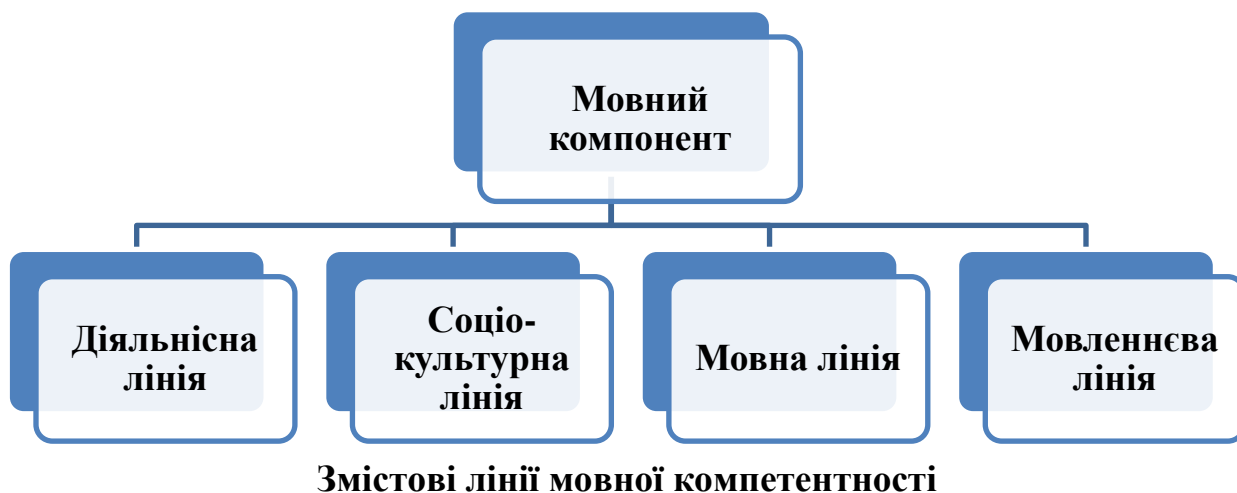 Мовний
компонент
Діяльнісна
лінія
Соціо-
культурна
лінія
Мовна лінія
Мовленнєва
лінія
Змістові лінії мовної компетентності